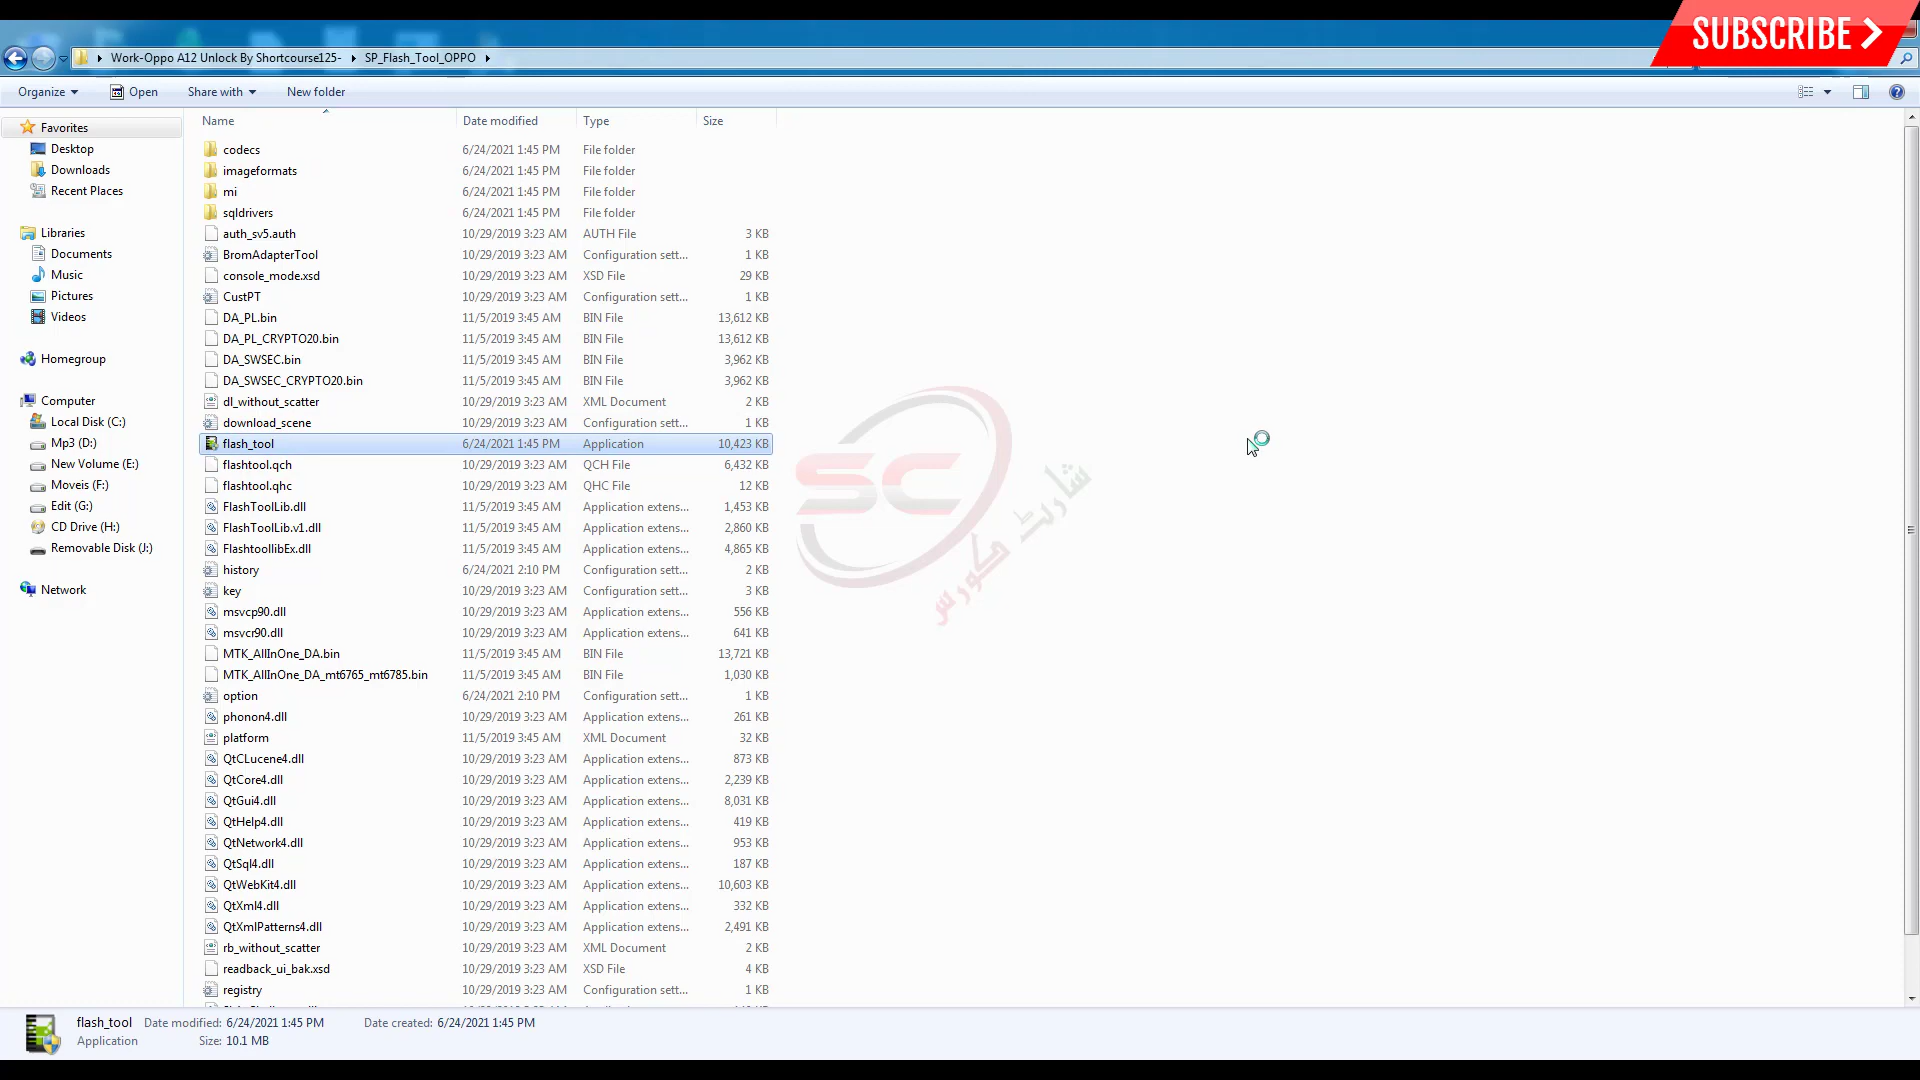 SUBSCRIBE
Work-Oppo A12 Unlock By Shortcourse125- SP_Flash_Tool_OPPO
Organize Open Share with New folder
Name Date modified Type Size
Favorites
Desktop
Downloads
Recent Places
Libraries
Documents
Music
Pictures
Videos
Homegroup
Computer
Local Disk (C:)
Mp3 (D:)
New Volume (E:)
Moveis (F:)
Edit (G:)
CD Drive (H:)
Removable Disk (J:)
Network
codecs 6/24/2021 1:45 PM File folder
imageformats 6/24/2021 1:45 PM File folder
mi 6/24/2021 1:45 PM File folder
sqldrivers 6/24/2021 1:45 PM File folder
auth_sv5.auth 10/29/2019 3:23 AM AUTH File 3 KB
BromAdapterTool 10/29/2019 3:23 AM Configuration sett... 1 KB
console_mode.xsd 10/29/2019 3:23 AM XSD File 29 KB
CustPT 10/29/2019 3:23 AM Configuration sett... 1 KB
DA_PL.bin 11/5/2019 3:45 AM BIN File 13,612 KB
DA_PL_CRYPTO20.bin 11/5/2019 3:45 AM BIN File 13,612 KB
DA_SWSEC.bin 11/5/2019 3:45 AM BIN File 3,962 KB
DA_SWSEC_CRYPTO20.bin 11/5/2019 3:45 AM BIN File 3,962 KB
dl_without_scatter 10/29/2019 3:23 AM XML Document 2 KB
download_scene 10/29/2019 3:23 AM Configuration sett... 1 KB
flash_tool 6/24/2021 1:45 PM Application 10,423 KB
flashtool.qch 10/29/2019 3:23 AM QCH File 6,432 KB
flashtool.qhc 10/29/2019 3:23 AM QHC File 12 KB
FlashToolLib.dll 11/5/2019 3:45 AM Application extens... 1,453 KB
FlashToolLib.v1.dll 11/5/2019 3:45 AM Application extens... 2,860 KB
FlashtoollibEx.dll 11/5/2019 3:45 AM Application extens... 4,865 KB
history 6/24/2021 2:10 PM Configuration sett... 2 KB
key 10/29/2019 3:23 AM Configuration sett... 3 KB
msvcp90.dll 10/29/2019 3:23 AM Application extens... 556 KB
msvcr90.dll 10/29/2019 3:23 AM Application extens... 641 KB
MTK_AllInOne_DA.bin 11/5/2019 3:45 AM BIN File 13,721 KB
MTK_AllInOne_DA_mt6765_mt6785.bin 11/5/2019 3:45 AM BIN File 1,030 KB
option 6/24/2021 2:10 PM Configuration sett... 1 KB
phonon4.dll 10/29/2019 3:23 AM Application extens... 261 KB
platform 11/5/2019 3:45 AM XML Document 32 KB
QtCLucene4.dll 10/29/2019 3:23 AM Application extens... 873 KB
QtCore4.dll 10/29/2019 3:23 AM Application extens... 2,239 KB
QtGui4.dll 10/29/2019 3:23 AM Application extens... 8,031 KB
QtHelp4.dll 10/29/2019 3:23 AM Application extens... 419 KB
QtNetwork4.dll 10/29/2019 3:23 AM Application extens... 953 KB
QtSql4.dll 10/29/2019 3:23 AM Application extens... 187 KB
QtWebKit4.dll 10/29/2019 3:23 AM Application extens... 10,603 KB
QtXml4.dll 10/29/2019 3:23 AM Application extens... 332 KB
QtXmlPatterns4.dll 10/29/2019 3:23 AM Application extens... 2,491 KB
rb_without_scatter 10/29/2019 3:23 AM XML Document 2 KB
readback_ui_bak.xsd 10/29/2019 3:23 AM XSD File 4 KB
registry 10/29/2019 3:23 AM Configuration sett... 1 KB
SC
شارٹ کورس
flash_tool Date modified: 6/24/2021 1:45 PM Date created: 6/24/2021 1:45 PM
Application Size: 10.1 MB